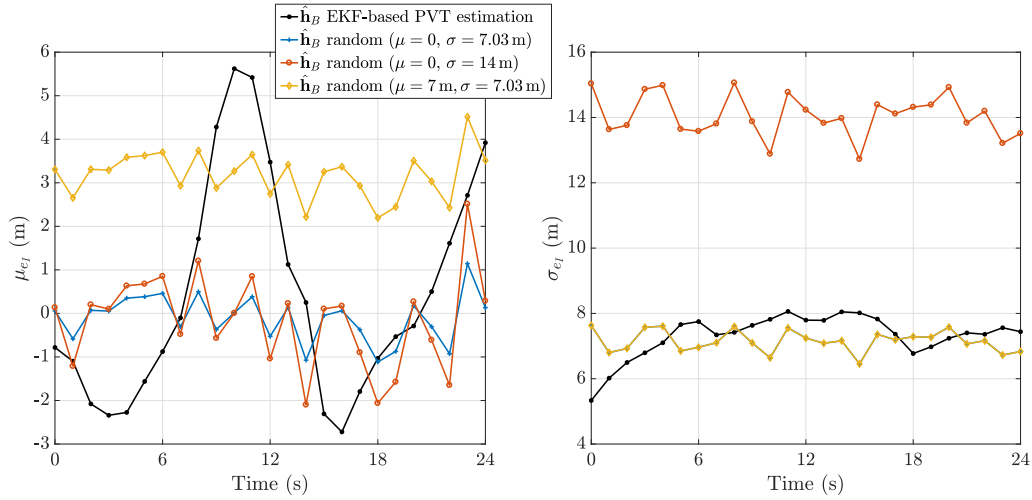 ĥ_B EKF-based PVT estimation
ĥ_B random (μ = 0, σ = 7.03 m)
ĥ_B random (μ = 0, σ = 14 m)
ĥ_B random (μ = 7 m, σ = 7.03 m)
6
5
4
3
2
1
0
-1
-2
-3
μ_{e_I} (m)
0 6 12 18 24
Time (s)
16
14
12
10
8
6
4
σ_{e_I} (m)
0 6 12 18 24
Time (s)